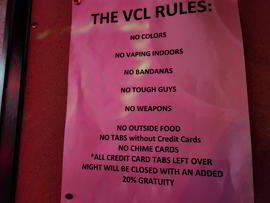 THE VCL RULES:
NO COLORS
NO VAPING INDOORS
NO BANDANAS
NO TOUGH GUYS
NO WEAPONS
NO OUTSIDE FOOD
NO TABS without Credit Cards
NO CHIME CARDS
*ALL CREDIT CARD TABS LEFT OVER
NIGHT WILL BE CLOSED WITH AN ADDED
20% GRATUITY